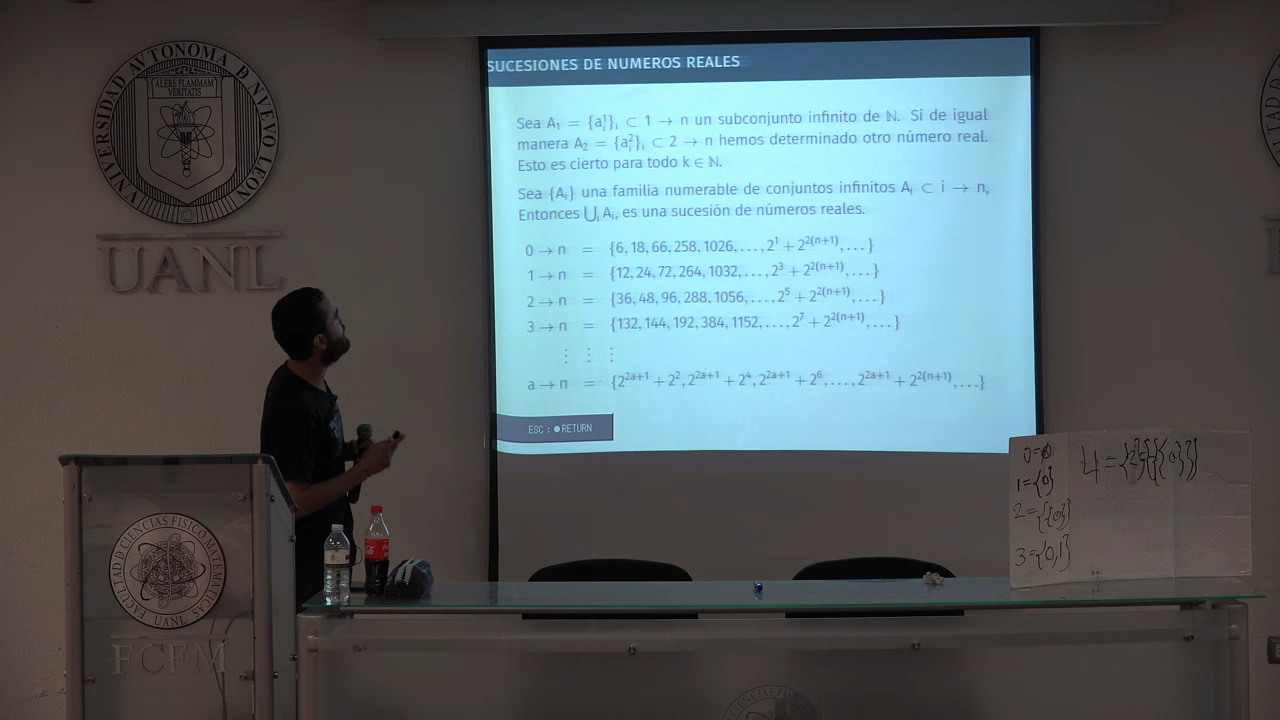 UNIVERSIDAD AVTONOMA Đ NVEVO LEON
ALERE FLAMMAM
VERITATIS
UANL
SUCESIONES DE NUMEROS REALES
Sea A₁ = {aᵢ¹}ᵢ ⊂ 1 → n un subconjunto infinito de ℕ. Si de igual
manera A₂ = {aᵢ²}ᵢ ⊂ 2 → n hemos determinado otro número real.
Esto es cierto para todo k ∈ ℕ.
Sea {Aᵢ} una familia numerable de conjuntos infinitos Aᵢ ⊂ i → n,
Entonces ⋃ᵢ Aᵢ, es una sucesión de números reales.
0 → n = {6, 18, 66, 258, 1026, . . . , 2¹ + 2²⁽ⁿ⁺¹⁾, . . . }
1 → n = {12, 24, 72, 264, 1032, . . . , 2³ + 2²⁽ⁿ⁺¹⁾, . . . }
2 → n = {36, 48, 96, 288, 1056, . . . , 2⁵ + 2²⁽ⁿ⁺¹⁾, . . . }
3 → n = {132, 144, 192, 384, 1152, . . . , 2⁷ + 2²⁽ⁿ⁺¹⁾, . . . }
⋮ ⋮ ⋮
a → n = {2²ᵃ⁺¹ + 2², 2²ᵃ⁺¹ + 2⁴, 2²ᵃ⁺¹ + 2⁶, . . . , 2²ᵃ⁺¹ + 2²⁽ⁿ⁺¹⁾, . . . }
ESC : ●RETURN
0=∅
1={0}
2={{0}}
3={0,1}
FACULTAD Đ CIENCIAS FISICO MATEMATICAS
UANL
FCFM